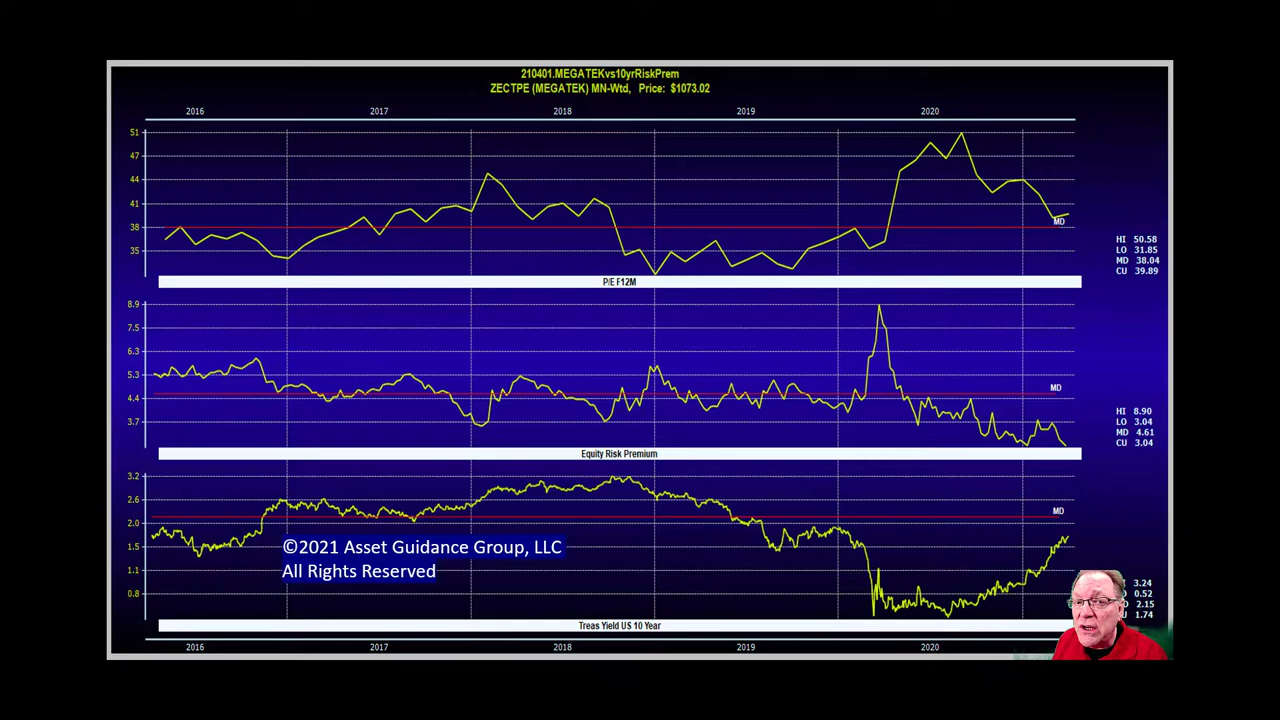 210401.MEGATEKvs10yrRiskPrem
ZECTPE (MEGATEK) MN-Wtd, Price: $1073.02
2016 2017 2018 2019 2020
51
47
44
41
38
35
MD
HI 50.58
LO 31.85
MD 38.04
CU 39.89
P/E F12M
8.9
7.5
6.3
5.3
4.4
3.7
MD
HI 8.90
LO 3.04
MD 4.61
CU 3.04
Equity Risk Premium
3.2
2.6
2.0
1.5
1.1
0.8
MD
©2021 Asset Guidance Group, LLC
All Rights Reserved
3.24
0.52
2.15
1.74
Treas Yield US 10 Year
2016 2017 2018 2019 2020